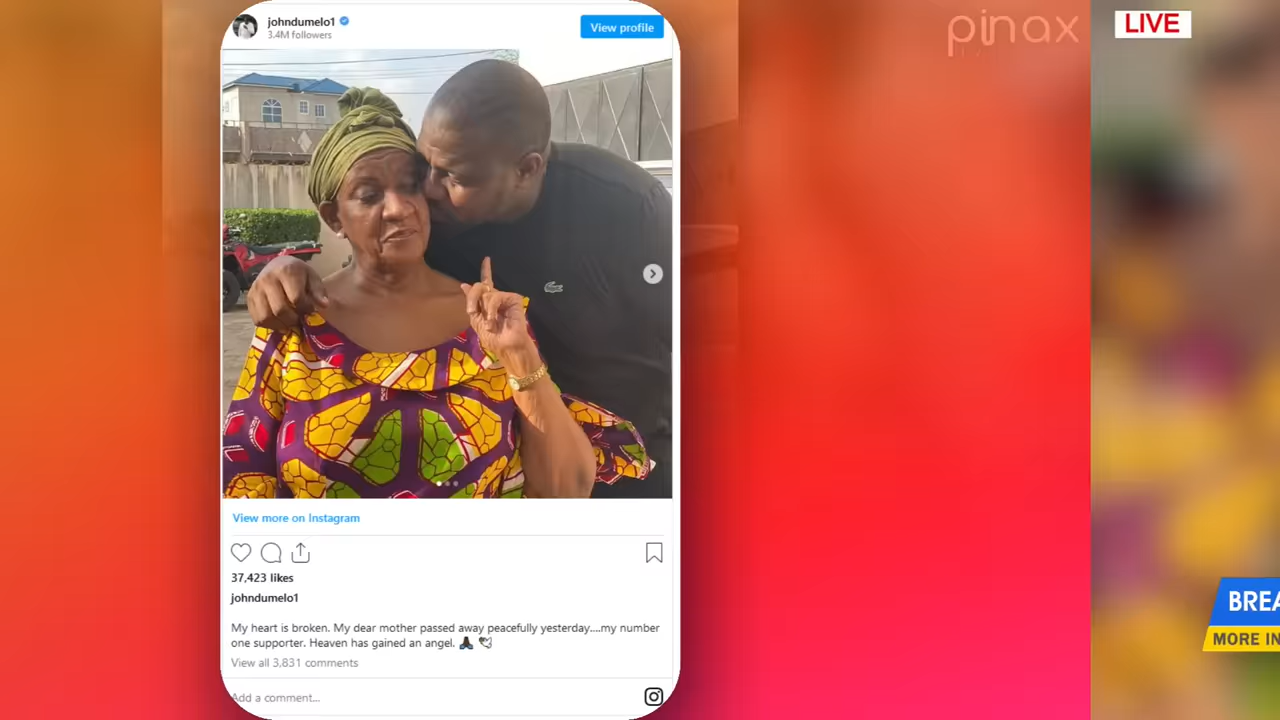 johndumelo1
3.4M followers
View profile
pinax
LIVE
View more on Instagram
37,423 likes
johndumelo1
My heart is broken. My dear mother passed away peacefully yesterday....my number
one supporter. Heaven has gained an angel. 🙏🏿 🕊️
View all 3,831 comments
Add a comment...
BREA
MORE IN